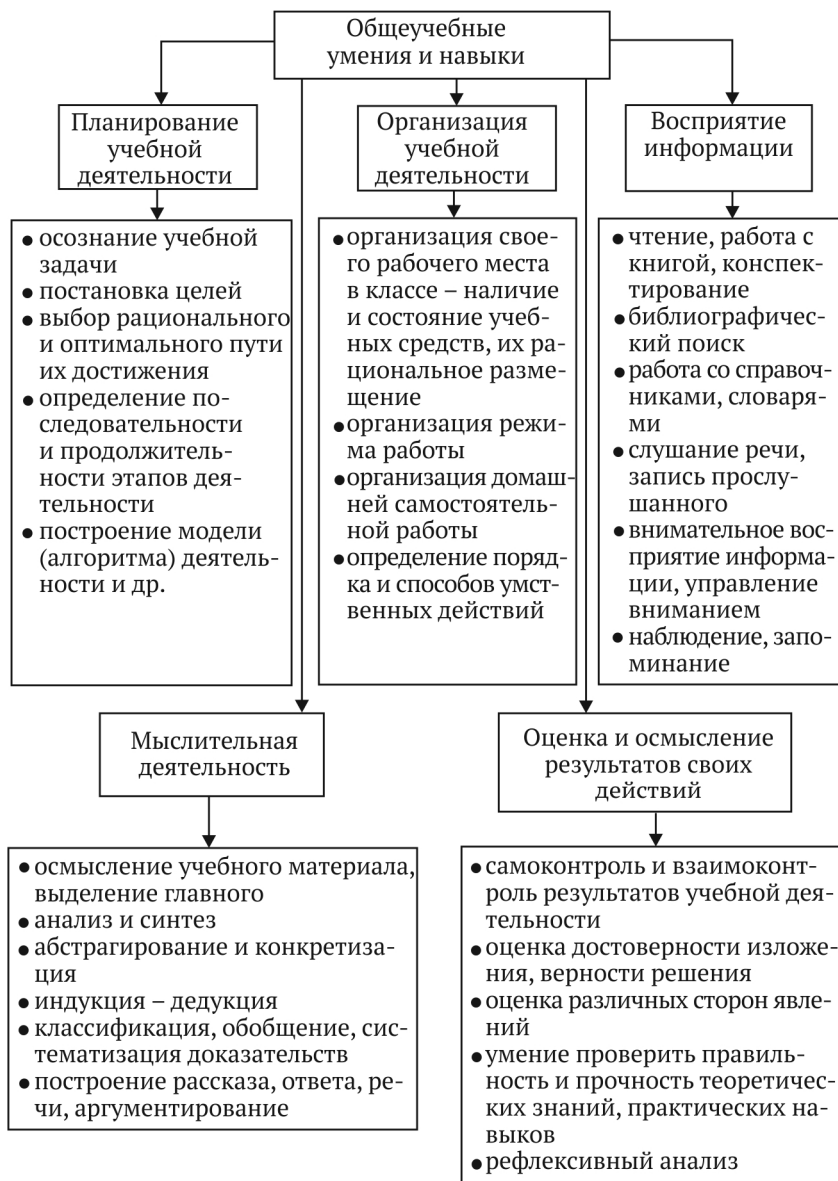 Общеучебные
умения и навыки
Планирование
учебной
деятельности
Организация
учебной
деятельности
Восприятие
информации
● осознание учебной
задачи
● постановка целей
● выбор рационального
и оптимального пути
их достижения
● определение по-
следовательности
и продолжитель-
ности этапов дея-
тельности
● построение модели
(алгоритма) деятель-
ности и др.
● организация свое-
го рабочего места
в классе – наличие
и состояние учеб-
ных средств, их ра-
циональное разме-
щение
● организация режи-
ма работы
● организация домаш-
ней самостоятель-
ной работы
● определение поряд-
ка и способов умст-
венных действий
● чтение, работа с
книгой, конспек-
тирование
● библиографичес-
кий поиск
● работа со справоч-
никами, словаря-
ми
● слушание речи,
запись прослу-
шанного
● внимательное вос-
приятие информа-
ции, управление
вниманием
● наблюдение, запо-
минание
Мыслительная
деятельность
Оценка и осмысление
результатов своих
действий
● осмысление учебного материала,
выделение главного
● анализ и синтез
● абстрагирование и конкретиза-
ция
● индукция – дедукция
● классификация, обобщение, сис-
тематизация доказательств
● построение рассказа, ответа, ре-
чи, аргументирование
● самоконтроль и взаимоконт-
роль результатов учебной дея-
тельности
● оценка достоверности изложе-
ния, верности решения
● оценка различных сторон явле-
ний
● умение проверить правиль-
ность и прочность теоретичес-
ких знаний, практических на-
выков
● рефлексивный анализ